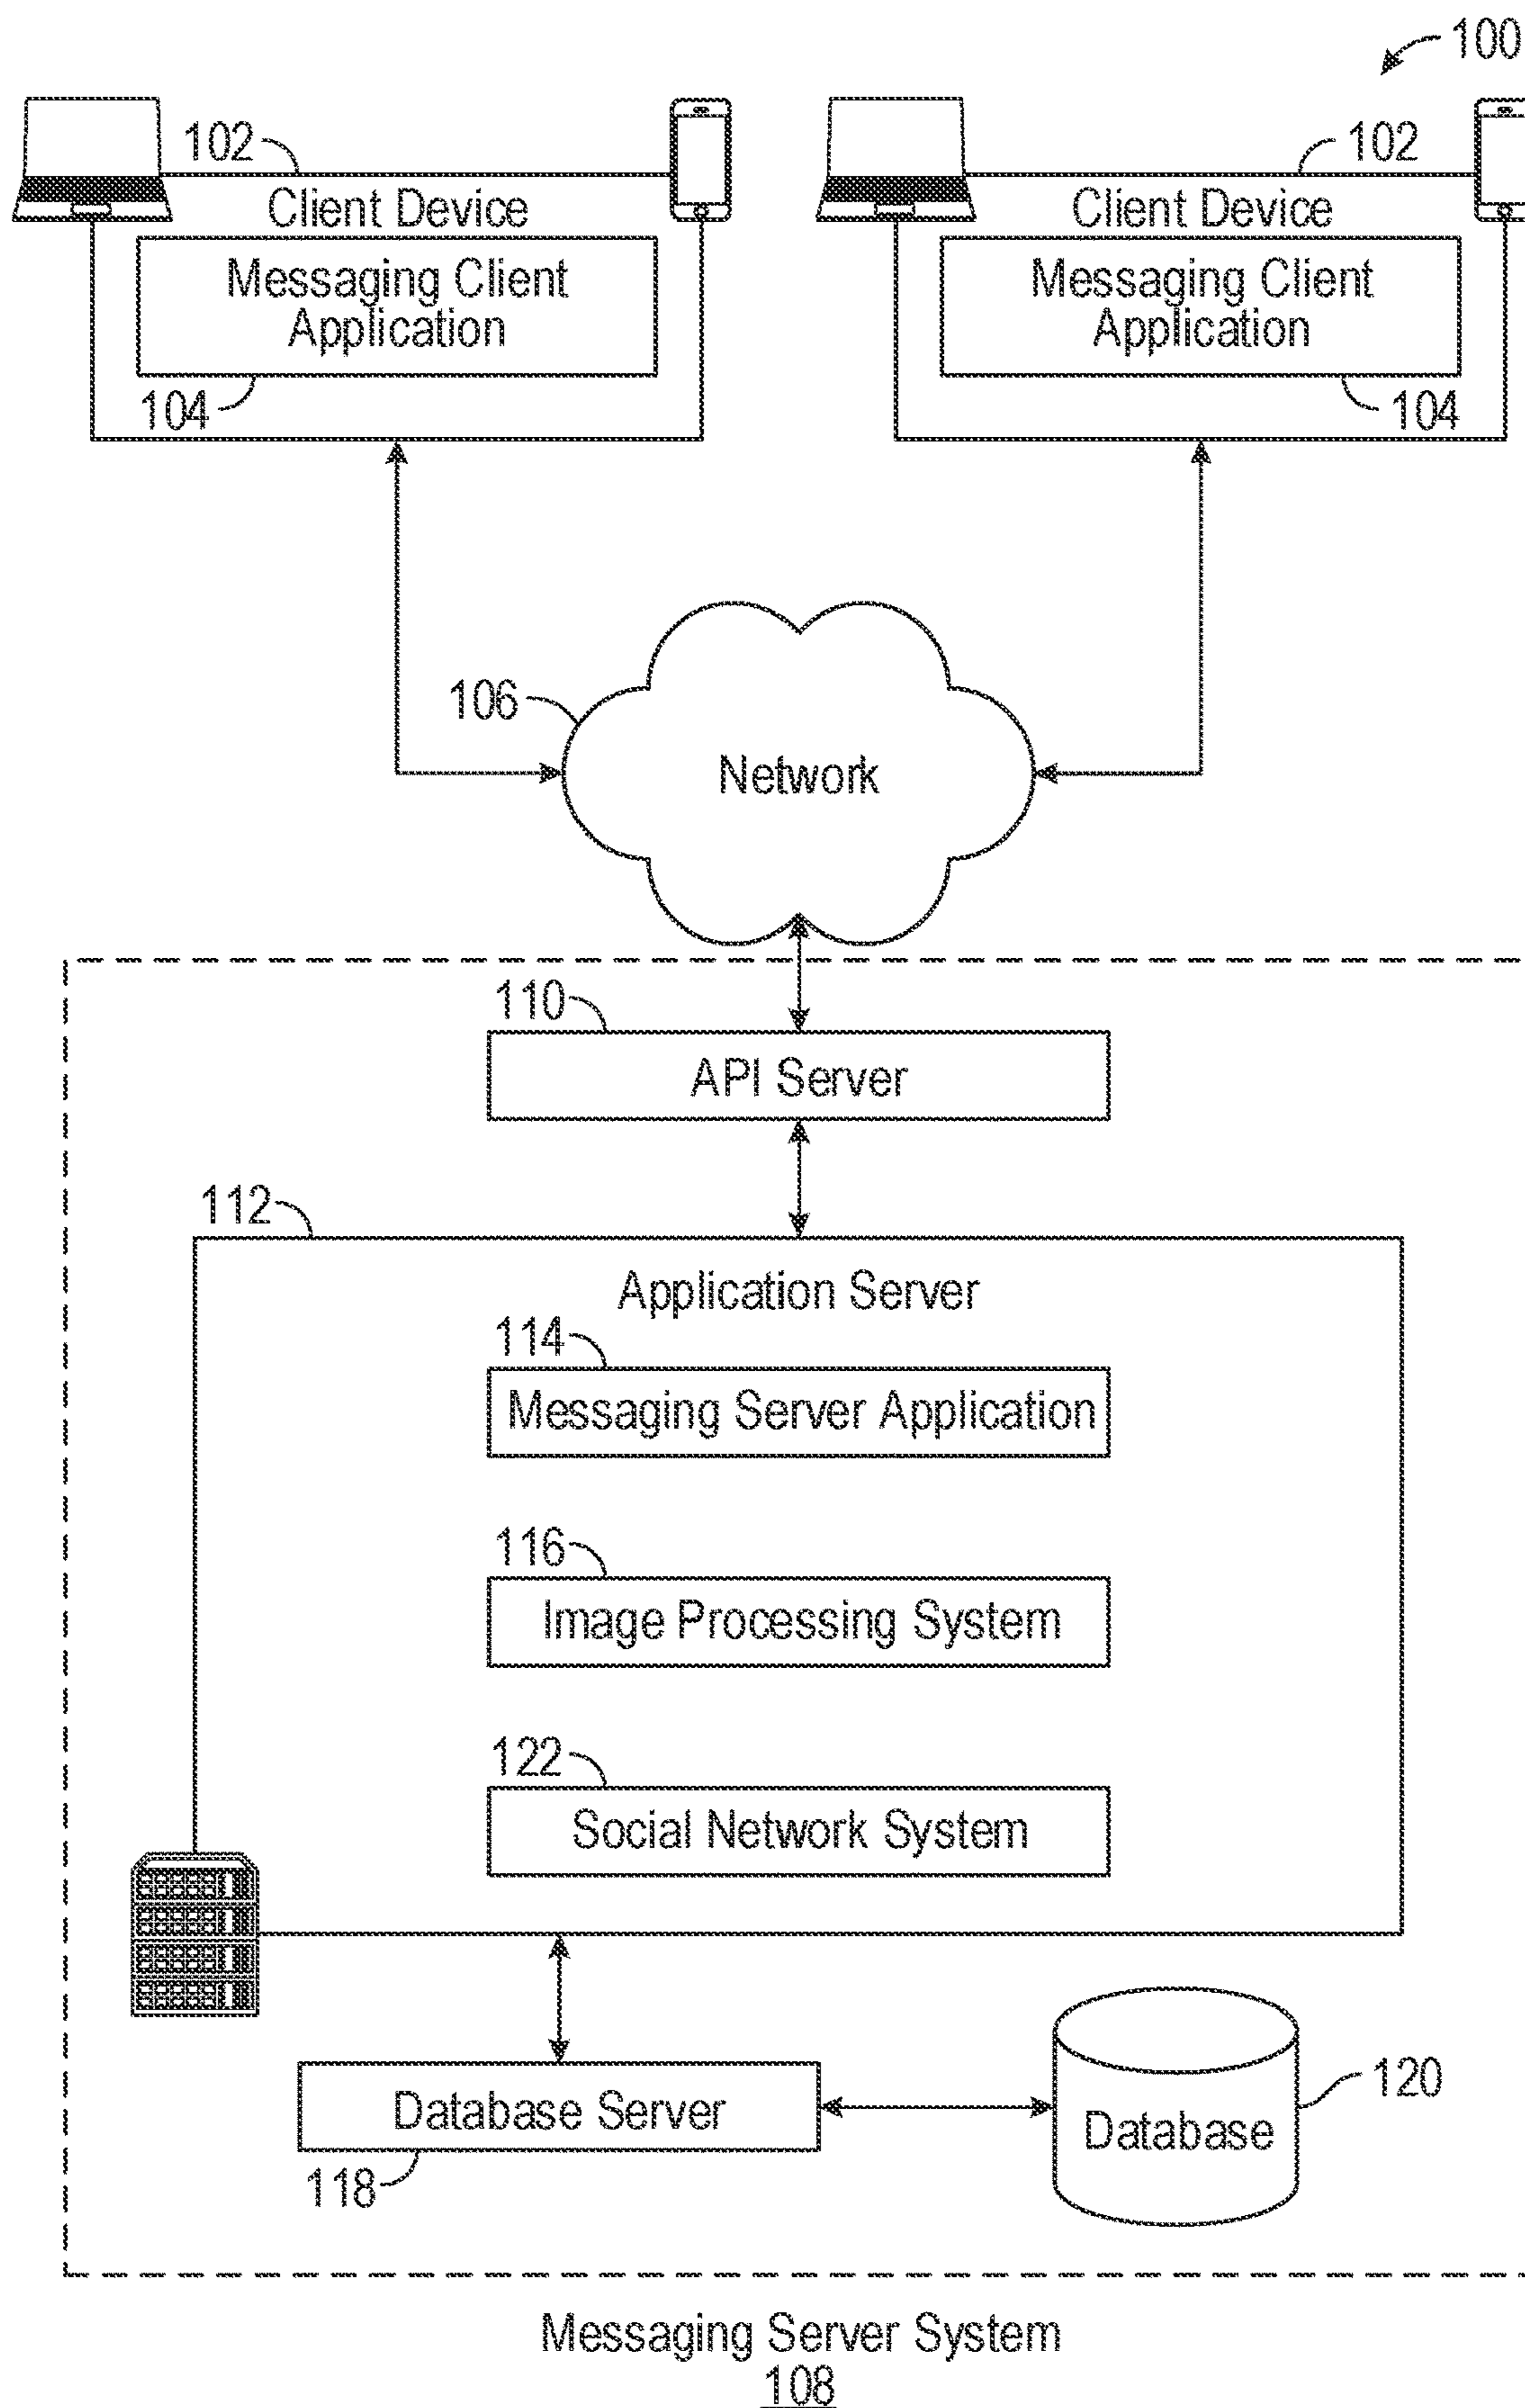 100
102
102
Client Device
Client Device
Messaging Client
Application
Messaging Client
Application
104
104
106
Network
110
API Server
112
Application Server
114
Messaging Server Application
116
Image Processing System
122
Social Network System
Database Server
118
Database
120
Messaging Server System
108